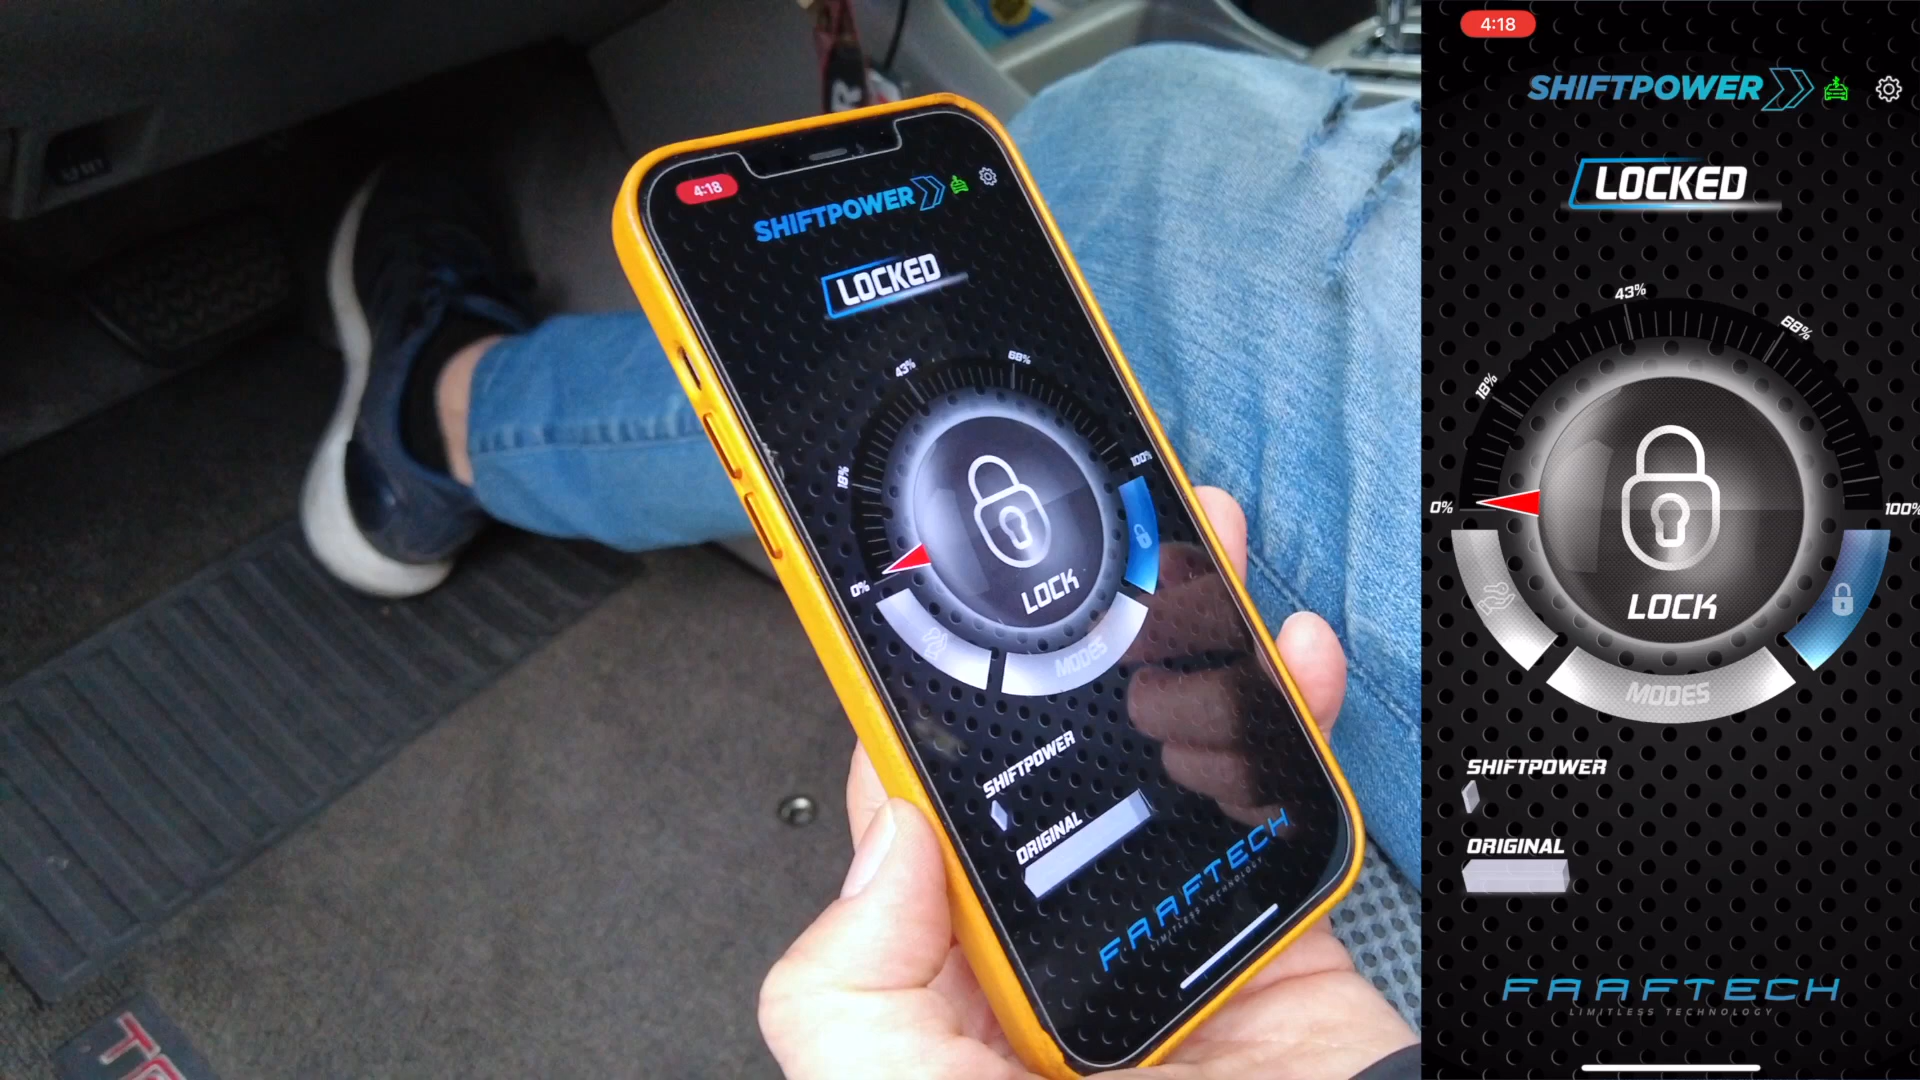 4:18
SHIFTPOWER
LOCKED
43%
68%
18%
100%
0%
LOCK
MODES
SHIFTPOWER
ORIGINAL
FAAFTECH
LIMITLESS TECHNOLOGY
R
4:18
SHIFTPOWER
LOCKED
43%
68%
18%
0%
100%
LOCK
MODES
SHIFTPOWER
ORIGINAL
FAAFTECH
LIMITLESS TECHNOLOGY